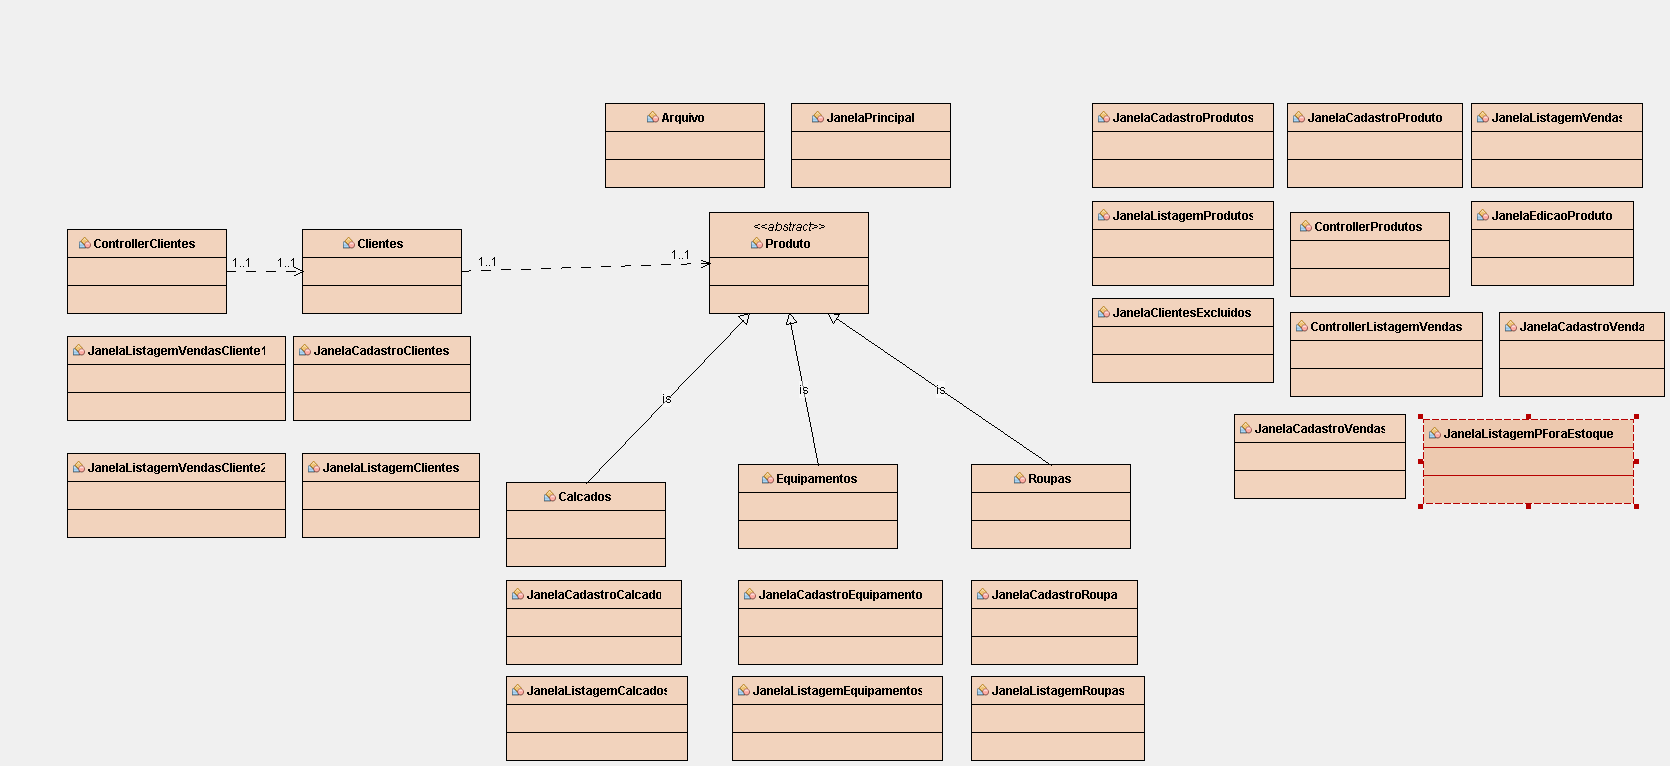 Arquivo
JanelaPrincipal
JanelaCadastroProdutos
JanelaCadastroProduto
JanelaListagemVendas
ControllerClientes
1..1
1..1
Clientes
1..1
1..1
<<abstract>>
Produto
JanelaListagemProdutos
ControllerProdutos
JanelaEdicaoProduto
JanelaClientesExcluidos
ControllerListagemVendas
JanelaCadastroVenda
JanelaListagemVendasCliente1
JanelaCadastroClientes
is
is
is
JanelaCadastroVendas
JanelaListagemPForaEstoque
JanelaListagemVendasCliente2
JanelaListagemClientes
Calcados
Equipamentos
Roupas
JanelaCadastroCalcado
JanelaCadastroEquipamento
JanelaCadastroRoupa
JanelaListagemCalcados
JanelaListagemEquipamentos
JanelaListagemRoupas